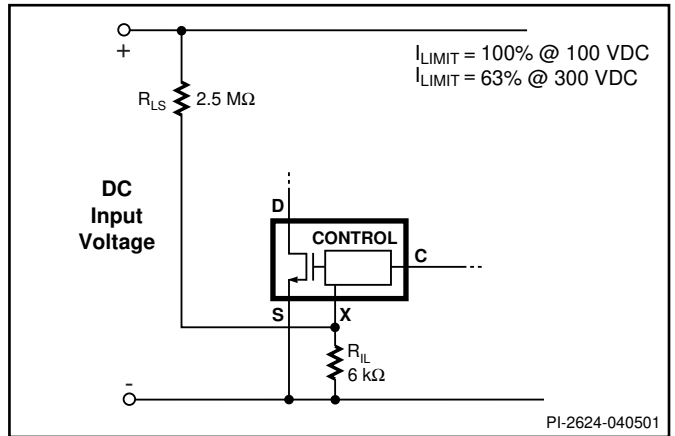 +
I_LIMIT = 100% @ 100 VDC
I_LIMIT = 63% @ 300 VDC
R_LS 2.5 MΩ
DC
Input
Voltage
D
CONTROL
C
S X
R_IL
6 kΩ
-
PI-2624-040501